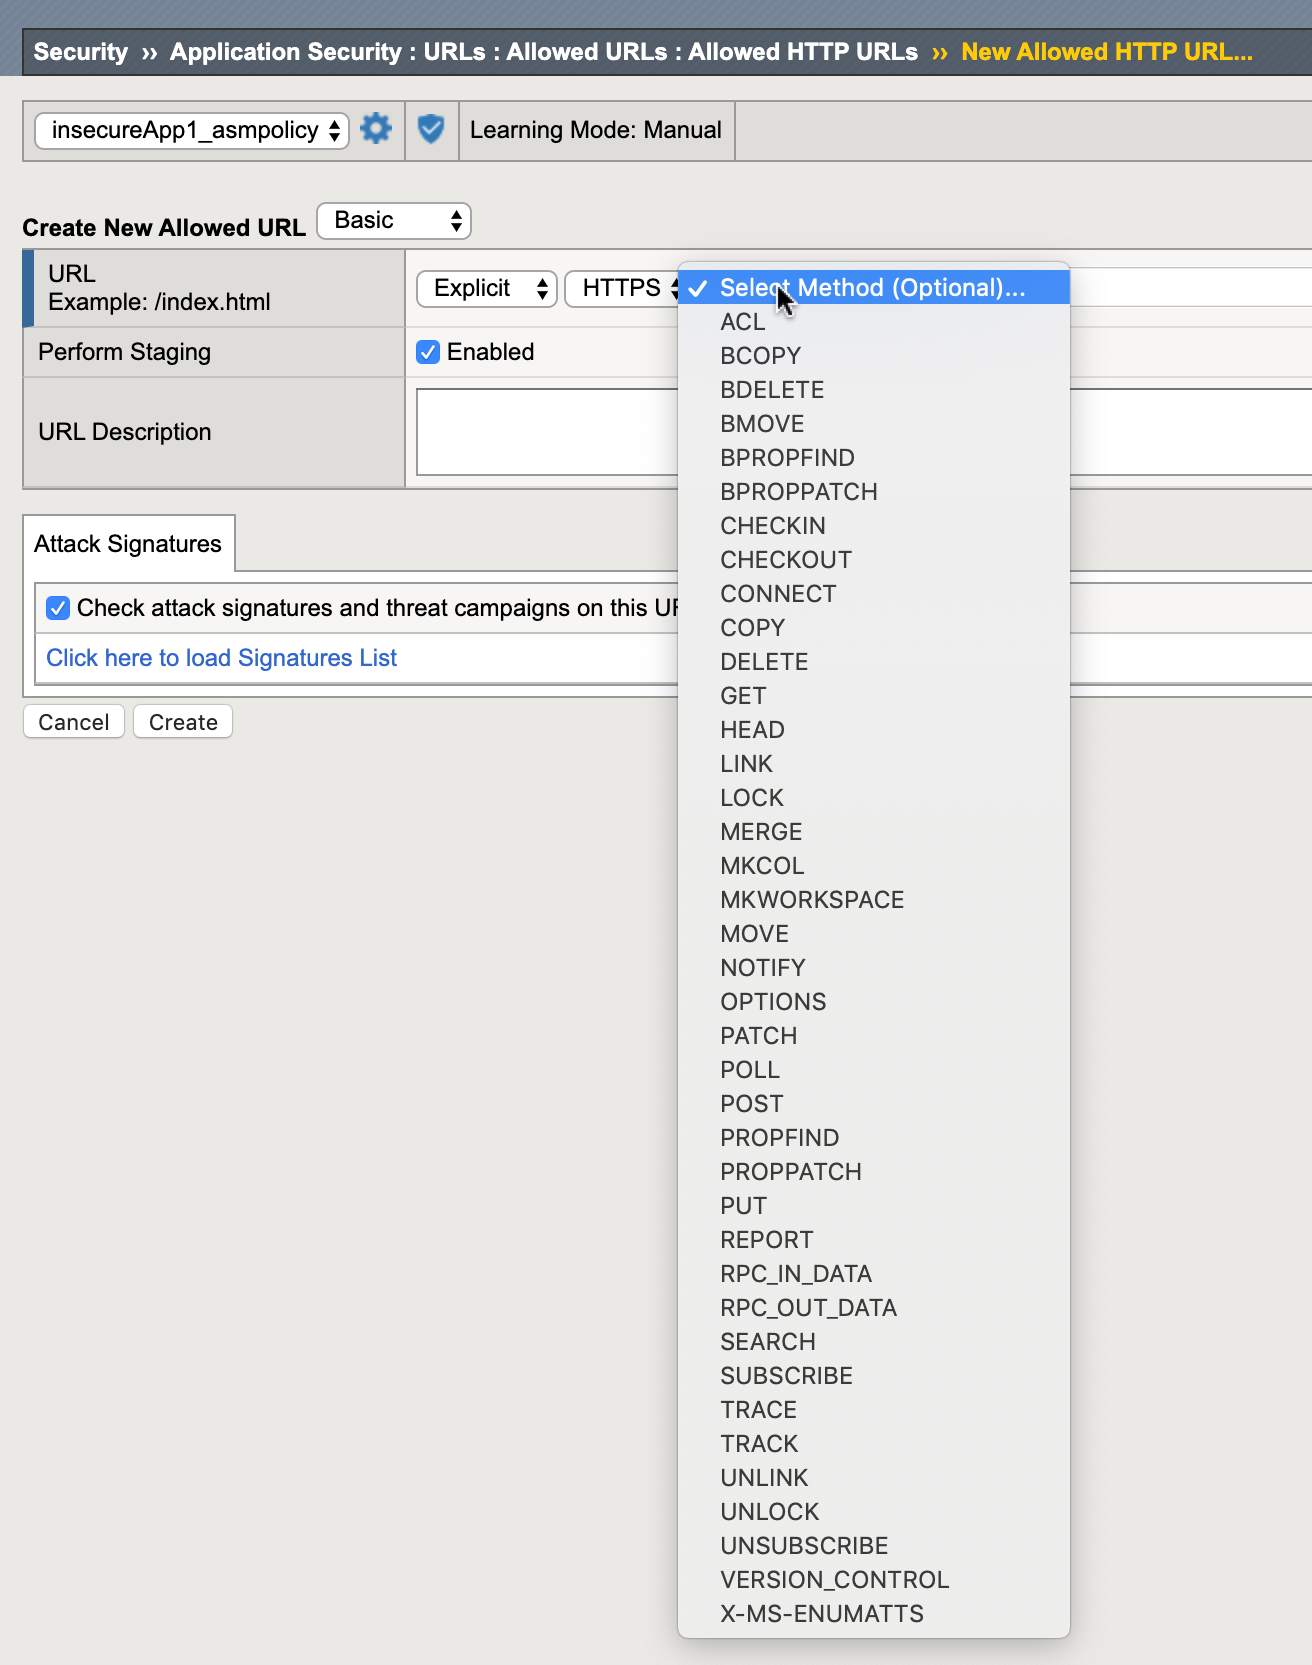 Security ›› Application Security : URLs : Allowed URLs : Allowed HTTP URLs ›› New Allowed HTTP URL...
insecureApp1_asmpolicy Learning Mode: Manual
Create New Allowed URL Basic
URL
Example: /index.html
Explicit HTTPS Select Method (Optional)...
Perform Staging Enabled
URL Description
Attack Signatures
Check attack signatures and threat campaigns on this
Click here to load Signatures List
Cancel Create
ACL
BCOPY
BDELETE
BMOVE
BPROPFIND
BPROPPATCH
CHECKIN
CHECKOUT
CONNECT
COPY
DELETE
GET
HEAD
LINK
LOCK
MERGE
MKCOL
MKWORKSPACE
MOVE
NOTIFY
OPTIONS
PATCH
POLL
POST
PROPFIND
PROPPATCH
PUT
REPORT
RPC_IN_DATA
RPC_OUT_DATA
SEARCH
SUBSCRIBE
TRACE
TRACK
UNLINK
UNLOCK
UNSUBSCRIBE
VERSION_CONTROL
X-MS-ENUMATTS